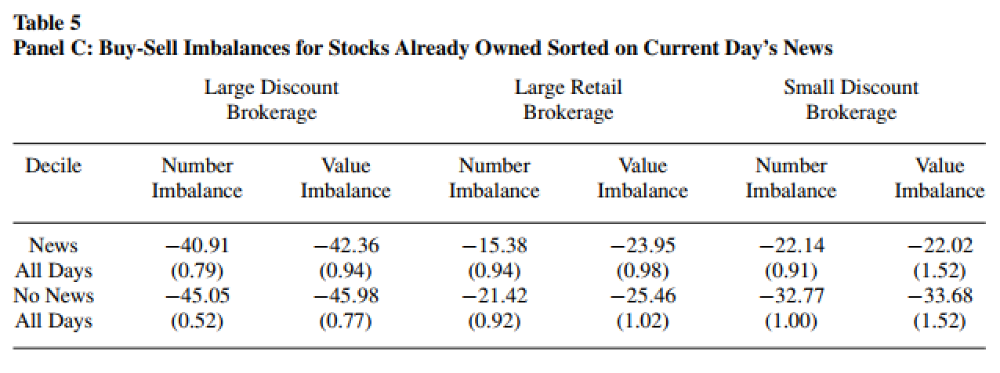 Table 5
Panel C: Buy-Sell Imbalances for Stocks Already Owned Sorted on Current Day’s News
Large Discount Large Retail Small Discount
Brokerage Brokerage Brokerage
Decile Number Value Number Value Number Value
Imbalance Imbalance Imbalance Imbalance Imbalance Imbalance
News −40.91 −42.36 −15.38 −23.95 −22.14 −22.02
All Days (0.79) (0.94) (0.94) (0.98) (0.91) (1.52)
No News −45.05 −45.98 −21.42 −25.46 −32.77 −33.68
All Days (0.52) (0.77) (0.92) (1.02) (1.00) (1.52)